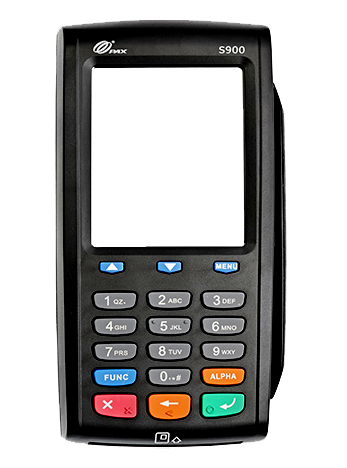 PAX S900
MENU
1 QZ. 2 ABC 3 DEF
4 GHI 5 JKL 6 MNO
7 PRS 8 TUV 9 WXY
FUNC 0,*# ALPHA